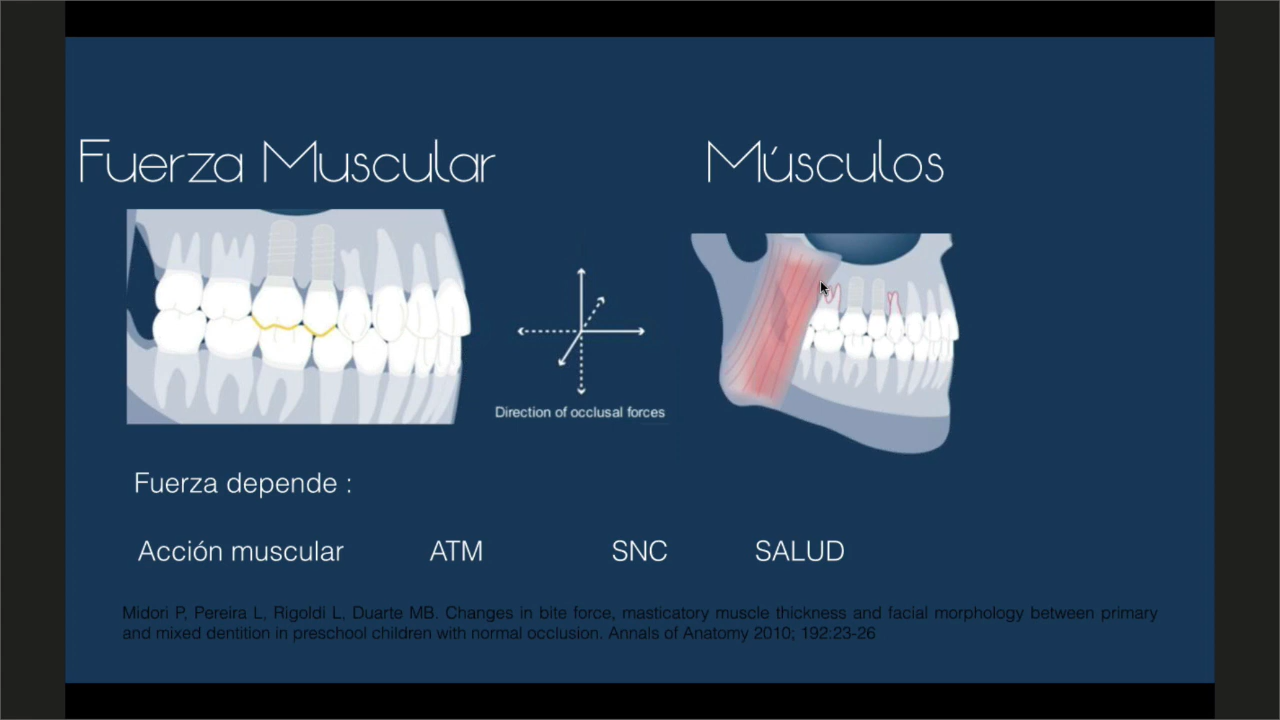 Fuerza Muscular
Músculos
Direction of occlusal forces
Fuerza depende :
Acción muscular ATM SNC SALUD
Midori P, Pereira L, Rigoldi L, Duarte MB. Changes in bite force, masticatory muscle thickness and facial morphology between primary
and mixed dentition in preschool children with normal occlusion. Annals of Anatomy 2010; 192:23-26